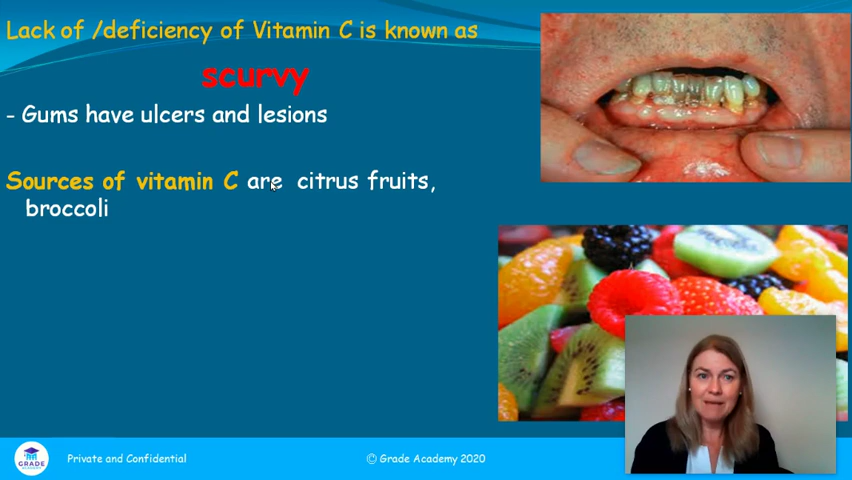 Lack of /deficiency of Vitamin C is known as
scurvy
- Gums have ulcers and lesions
Sources of vitamin C are citrus fruits,
broccoli
GRADE
Private and Confidential
© Grade Academy 2020